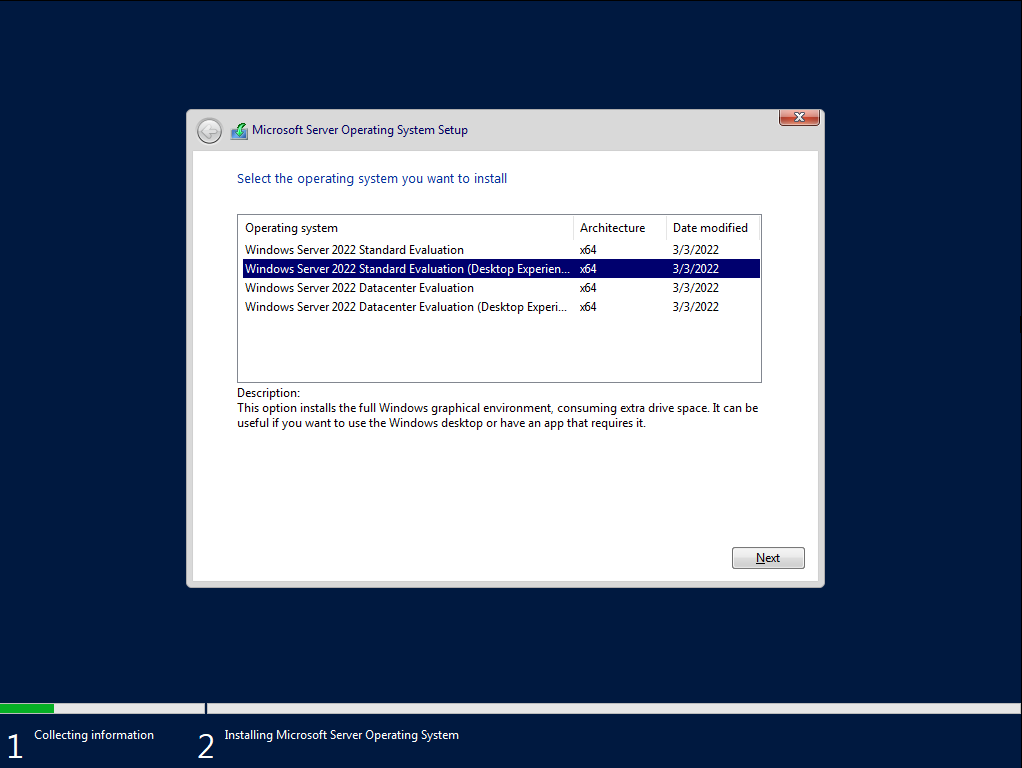 Microsoft Server Operating System Setup
Select the operating system you want to install
Operating system Architecture Date modified
Windows Server 2022 Standard Evaluation x64 3/3/2022
Windows Server 2022 Standard Evaluation (Desktop Experien... x64 3/3/2022
Windows Server 2022 Datacenter Evaluation x64 3/3/2022
Windows Server 2022 Datacenter Evaluation (Desktop Experi... x64 3/3/2022
Description:
This option installs the full Windows graphical environment, consuming extra drive space. It can be
useful if you want to use the Windows desktop or have an app that requires it.
Next
1 Collecting information 2 Installing Microsoft Server Operating System